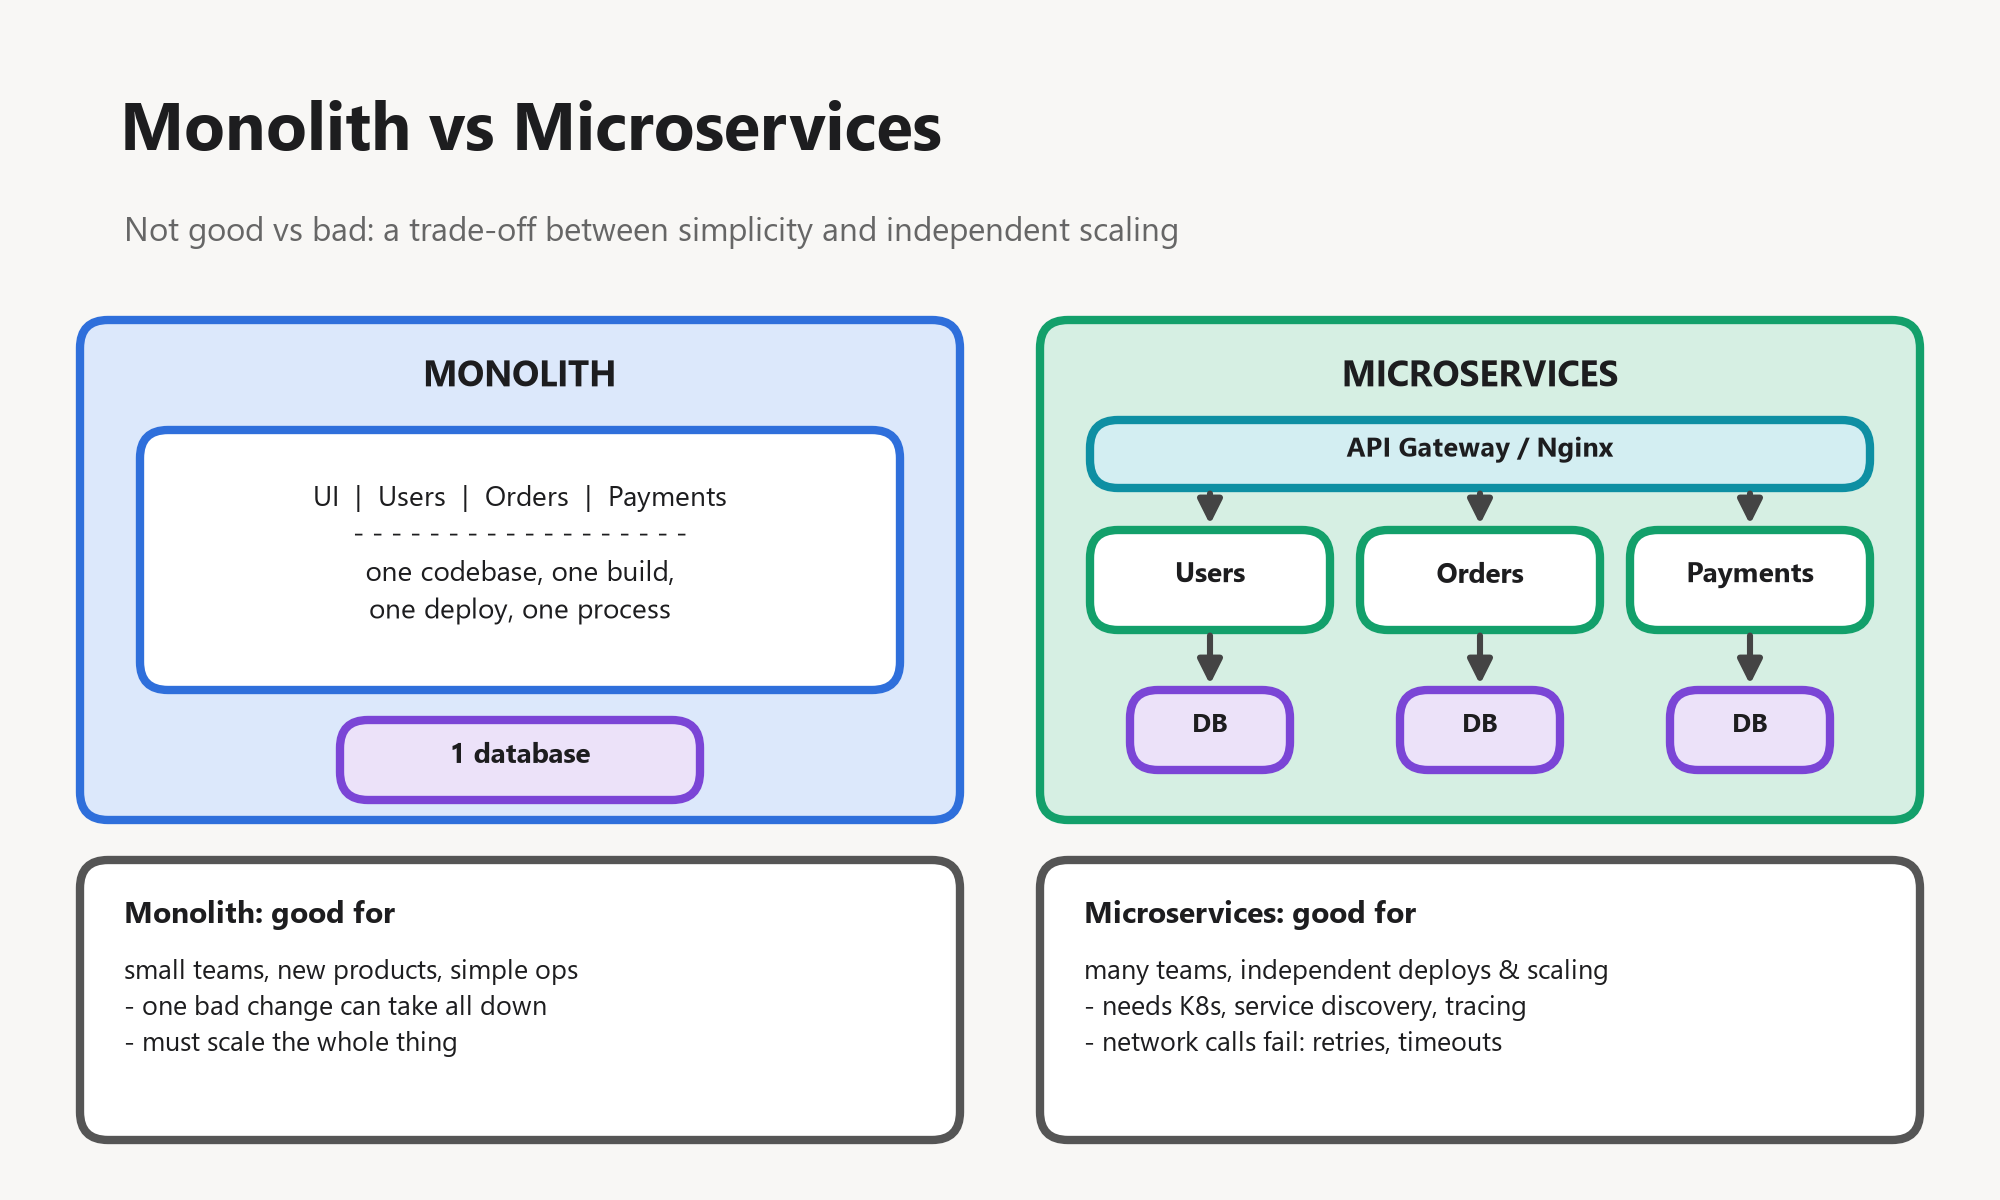 Monolith vs Microservices
Not good vs bad: a trade-off between simplicity and independent scaling
MONOLITH
UI | Users | Orders | Payments
- - - - - - - - - - - - - - - - - -
one codebase, one build,
one deploy, one process
1 database
MICROSERVICES
API Gateway / Nginx
Users
Orders
Payments
DB
DB
DB
Monolith: good for
small teams, new products, simple ops
- one bad change can take all down
- must scale the whole thing
Microservices: good for
many teams, independent deploys & scaling
- needs K8s, service discovery, tracing
- network calls fail: retries, timeouts